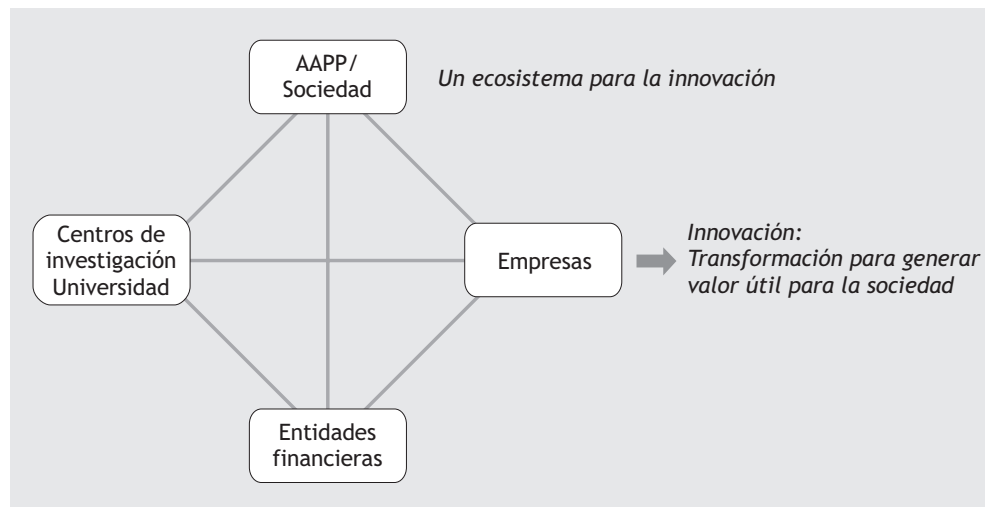 AAPP/
Sociedad
Un ecosistema para la innovación
Centros de
investigación
Universidad
Empresas
Innovación:
Transformación para generar
valor útil para la sociedad
Entidades
financieras